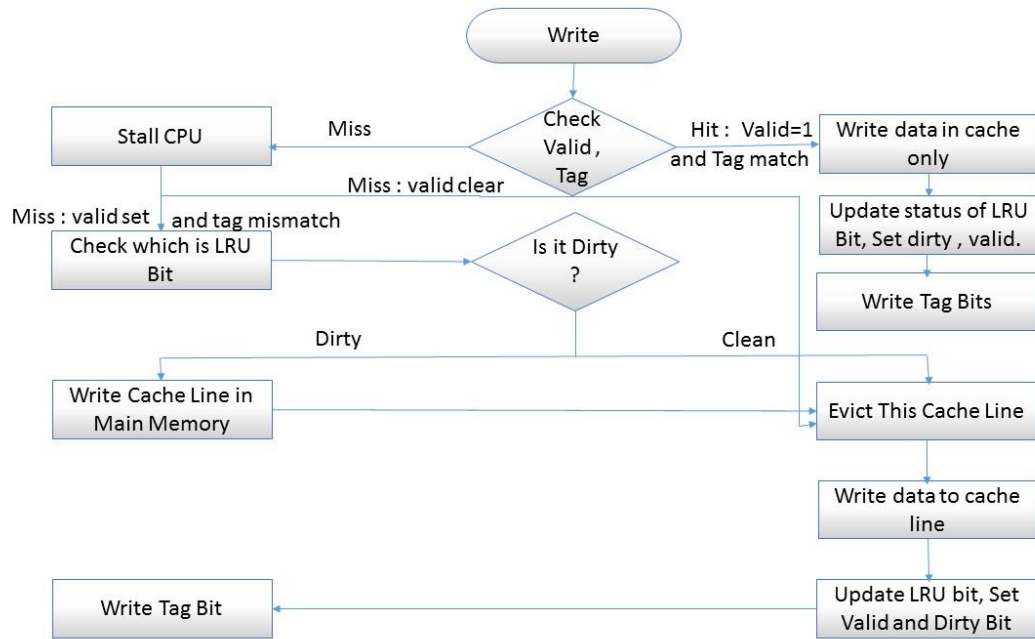 Write
Check
Valid ,
Tag
Miss
Hit :  Valid=1
and Tag match
Stall CPU
Write data in cache
only
Miss : valid clear
Miss : valid set
and tag mismatch
Update status of LRU
Bit, Set dirty , valid.
Check which is LRU
Bit
Is it Dirty
?
Write Tag Bits
Dirty
Clean
Write Cache Line in
Main Memory
Evict This Cache Line
Write data to cache
line
Update LRU bit, Set
Valid and Dirty Bit
Write Tag Bit